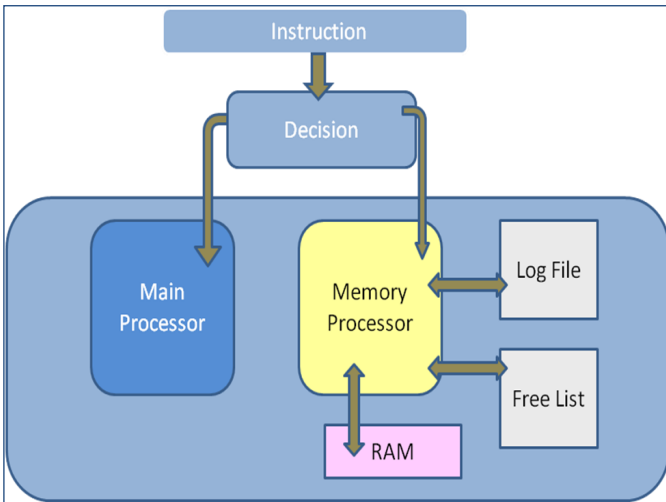 Instruction
Decision
Main
Processor
Memory
Processor
Log File
Free List
RAM